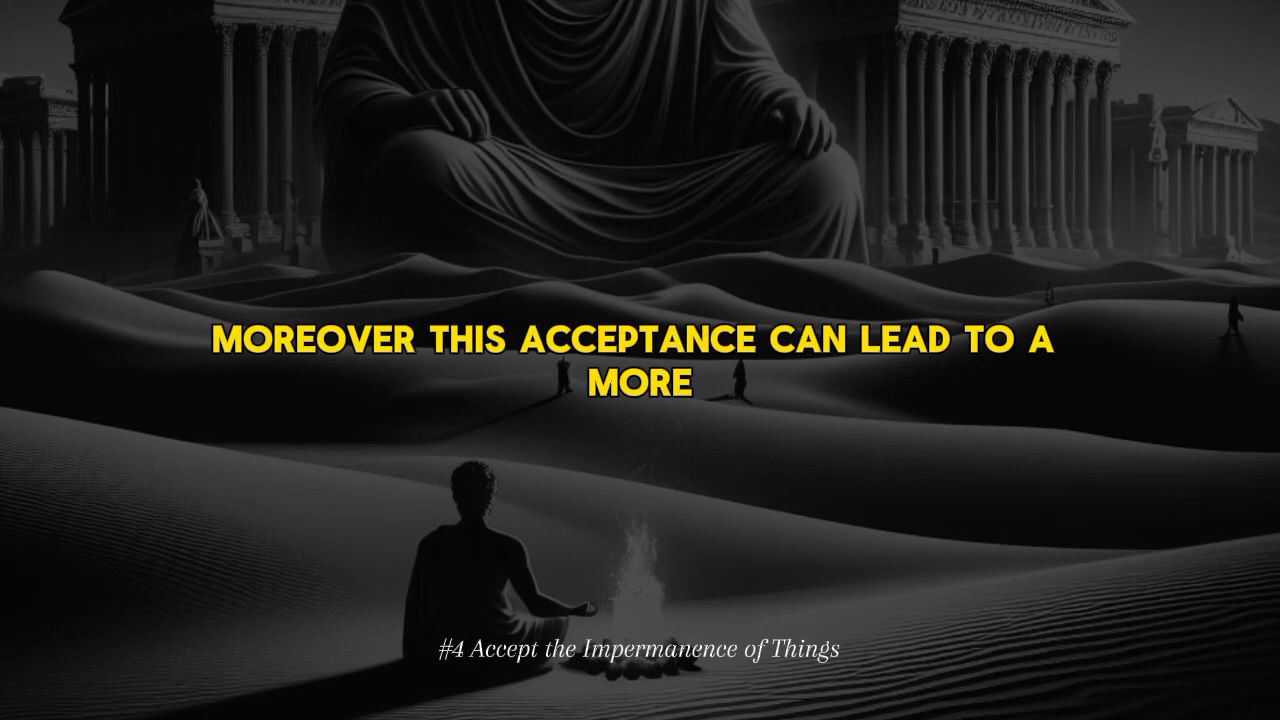 MOREOVER THIS ACCEPTANCE CAN LEAD TO A
MORE
#4 Accept the Impermanence of Things